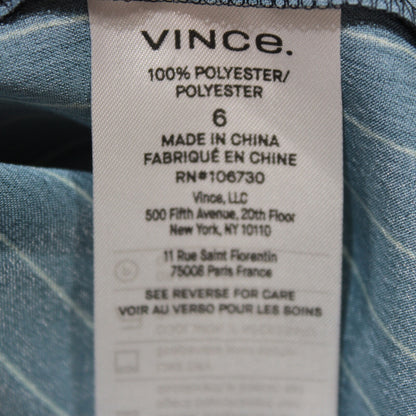 VINCE.
100% POLYESTER/
POLYESTER
6
MADE IN CHINA
FABRIQUÉ EN CHINE
RN#106730
Vince, LLC
500 Fifth Avenue, 20th Floor
New York, NY 10110
11 Rue Saint Florentin
75008 Paris France
SEE REVERSE FOR CARE
VOIR AU VERSO POUR LES SOINS